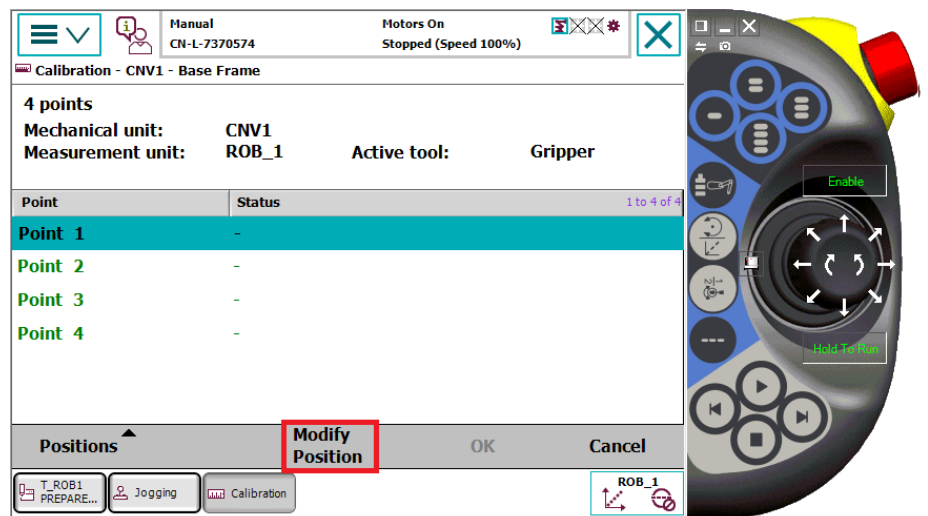 Manual
CN-L-7370574
Motors On
Stopped (Speed 100%)
Calibration - CNV1 - Base Frame
4 points
Mechanical unit: CNV1
Measurement unit: ROB_1 Active tool: Gripper
Point Status 1 to 4 of 4
Point 1 -
Point 2 -
Point 3 -
Point 4 -
Positions
Modify
Position
OK
Cancel
T_ROB1
PREPARE...
Jogging
Calibration
ROB_1
Enable
Hold To Run